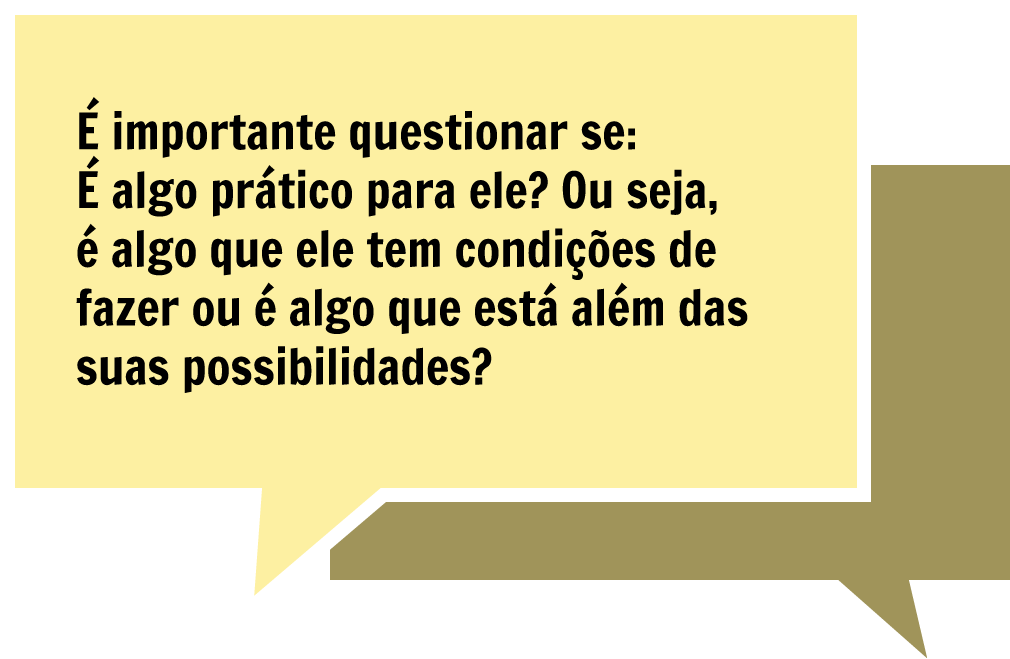 É importante questionar se:
É algo prático para ele? Ou seja,
é algo que ele tem condições de
fazer ou é algo que está além das
suas possibilidades?